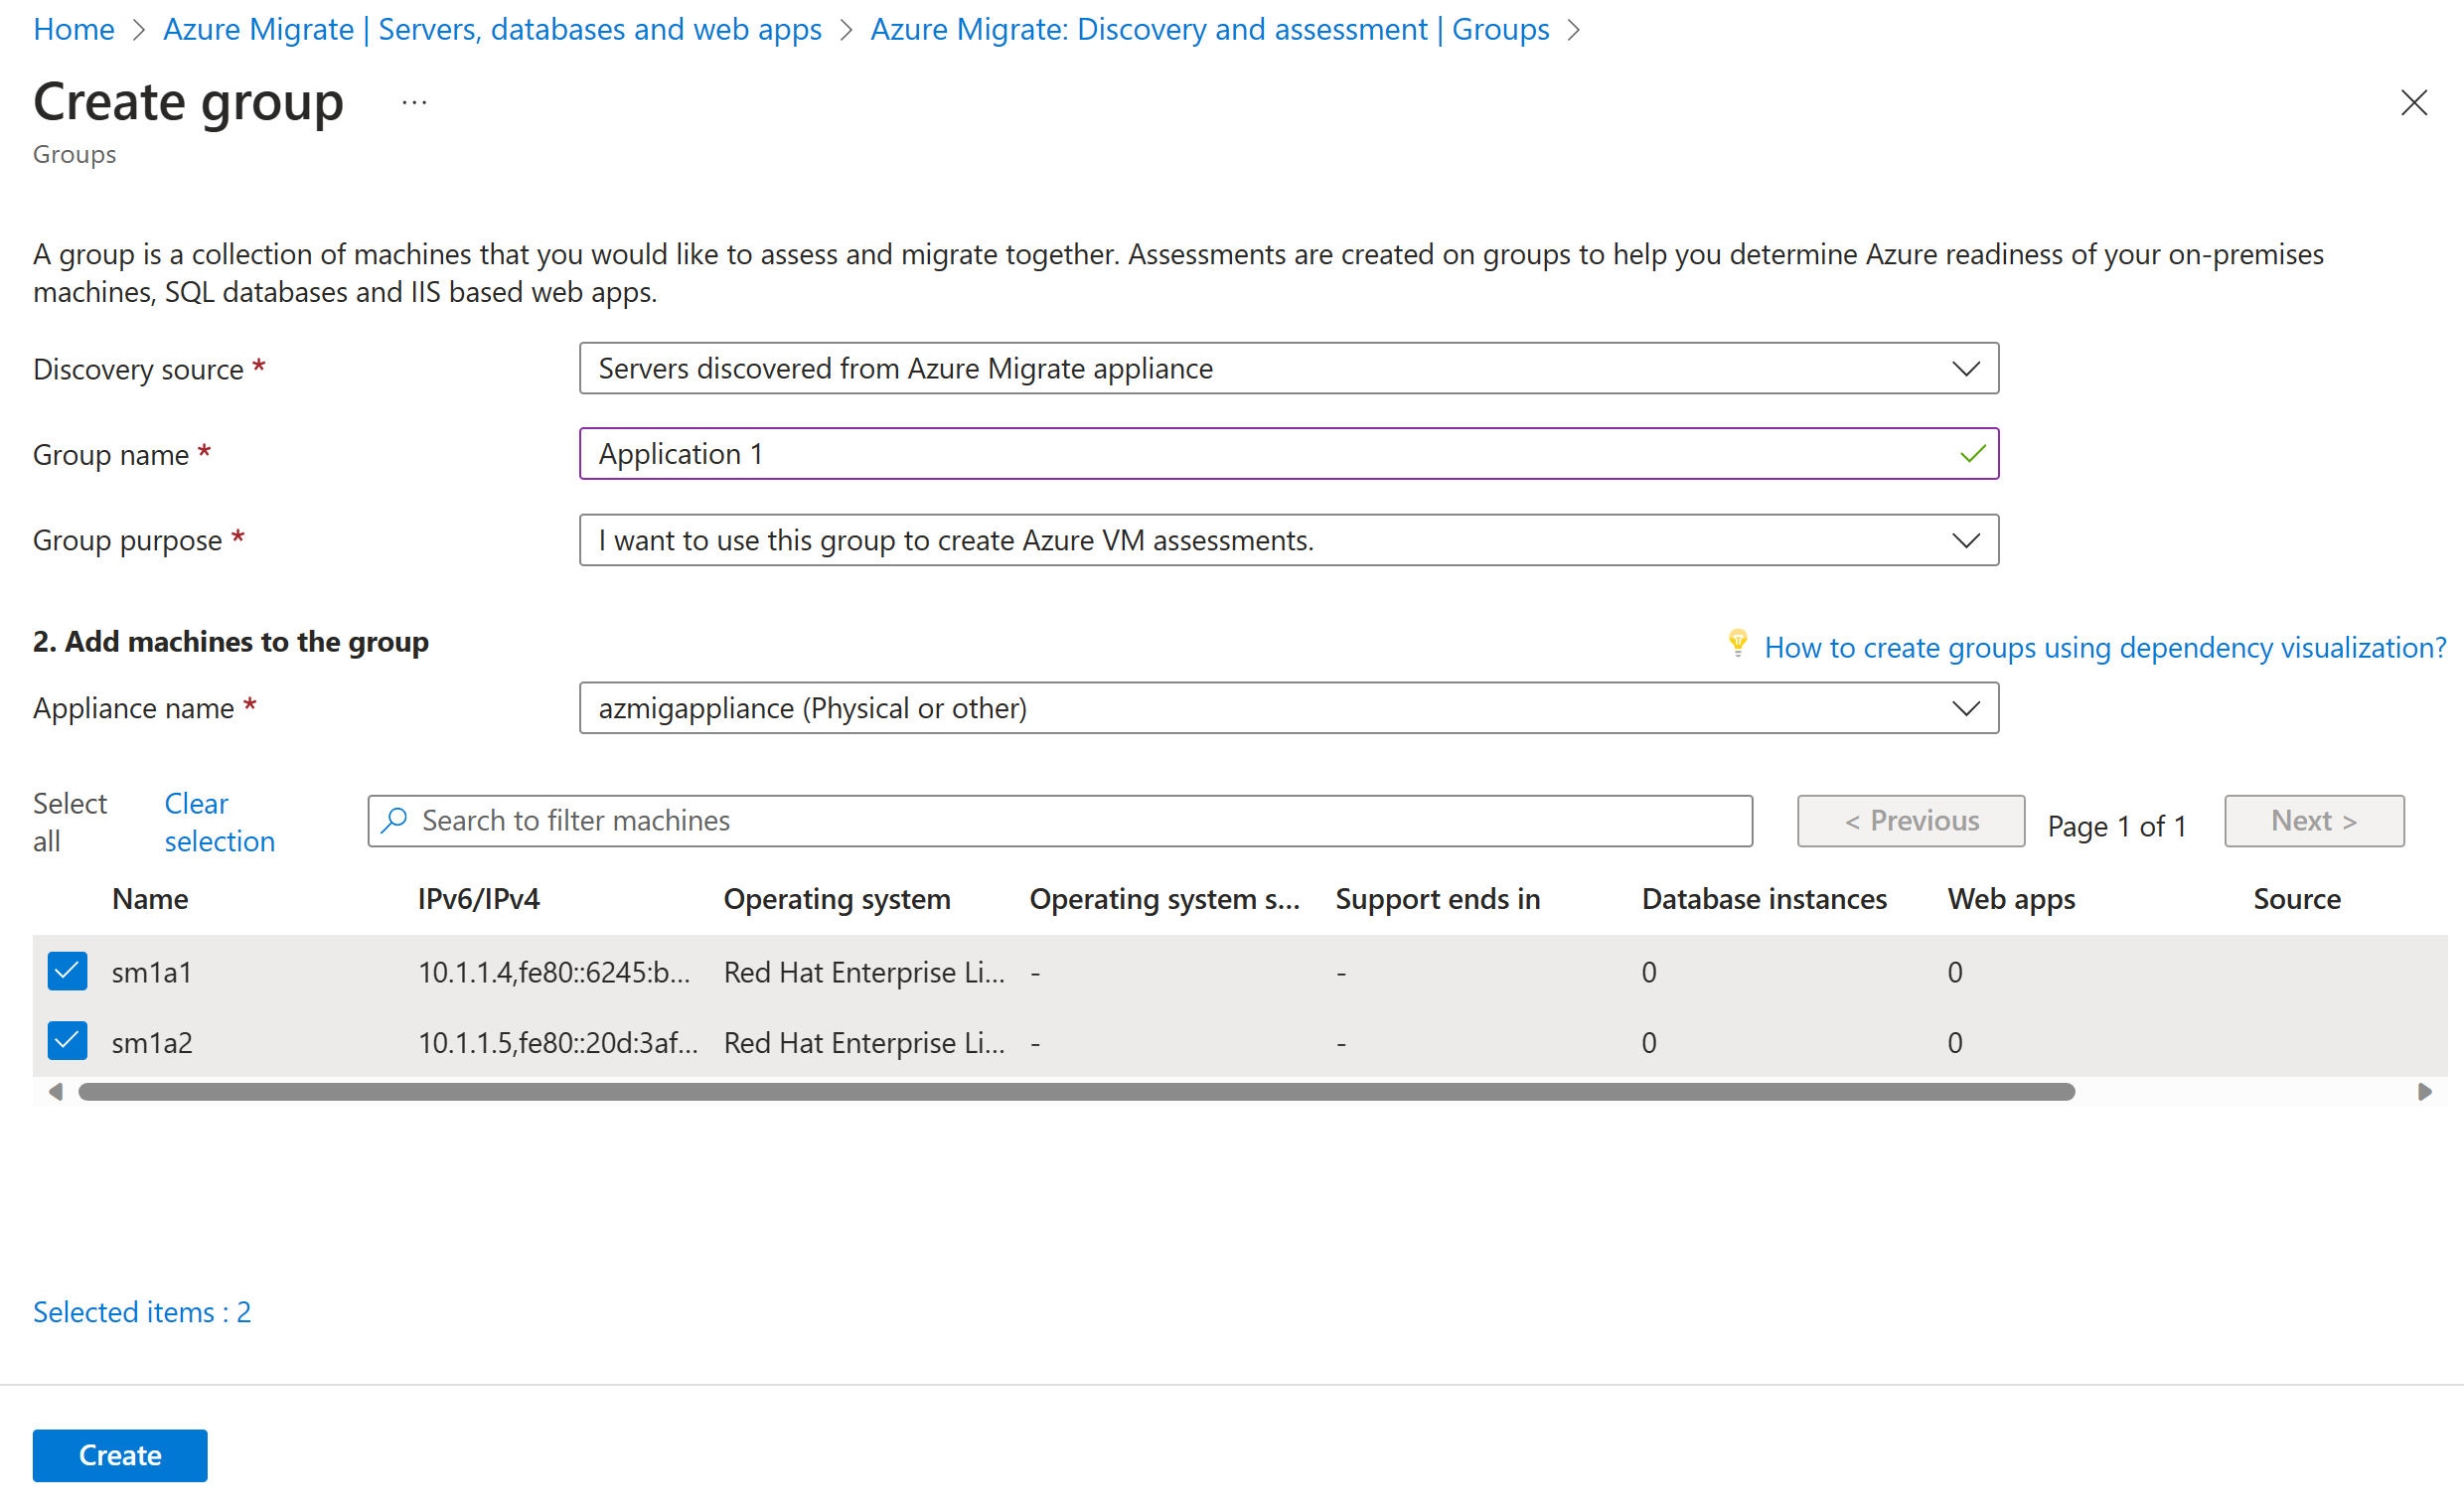 Home > Azure Migrate | Servers, databases and web apps > Azure Migrate: Discovery and assessment | Groups >
Create group ...
Groups
A group is a collection of machines that you would like to assess and migrate together. Assessments are created on groups to help you determine Azure readiness of your on-premises
machines, SQL databases and IIS based web apps.
Discovery source * Servers discovered from Azure Migrate appliance
Group name * Application 1
Group purpose * I want to use this group to create Azure VM assessments.
2. Add machines to the group How to create groups using dependency visualization?
Appliance name * azmigappliance (Physical or other)
Select all Clear selection Search to filter machines < Previous Page 1 of 1 Next >
Name IPv6/IPv4 Operating system Operating system s... Support ends in Database instances Web apps Source
sm1a1 10.1.1.4,fe80::6245:b... Red Hat Enterprise Li... - - 0 0
sm1a2 10.1.1.5,fe80::20d:3af... Red Hat Enterprise Li... - - 0 0
Selected items : 2
Create